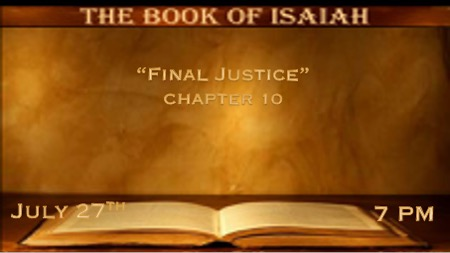 THE BOOK OF ISAIAH
“FINAL JUSTICE”
CHAPTER 10
JULY 27TH
7 PM